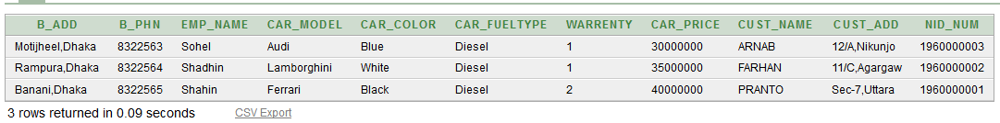 B_ADD B_PHN EMP_NAME CAR_MODEL CAR_COLOR CAR_FUELTYPE WARRENTY CAR_PRICE CUST_NAME CUST_ADD NID_NUM
Motijheel,Dhaka 8322563 Sohel Audi Blue Diesel 1 30000000 ARNAB 12/A,Nikunjo 1960000003
Rampura,Dhaka 8322564 Shadhin Lamborghini White Diesel 1 35000000 FARHAN 11/C,Agargaw 1960000002
Banani,Dhaka 8322565 Shahin Ferrari Black Diesel 2 40000000 PRANTO Sec-7,Uttara 1960000001
3 rows returned in 0.09 seconds CSV Export